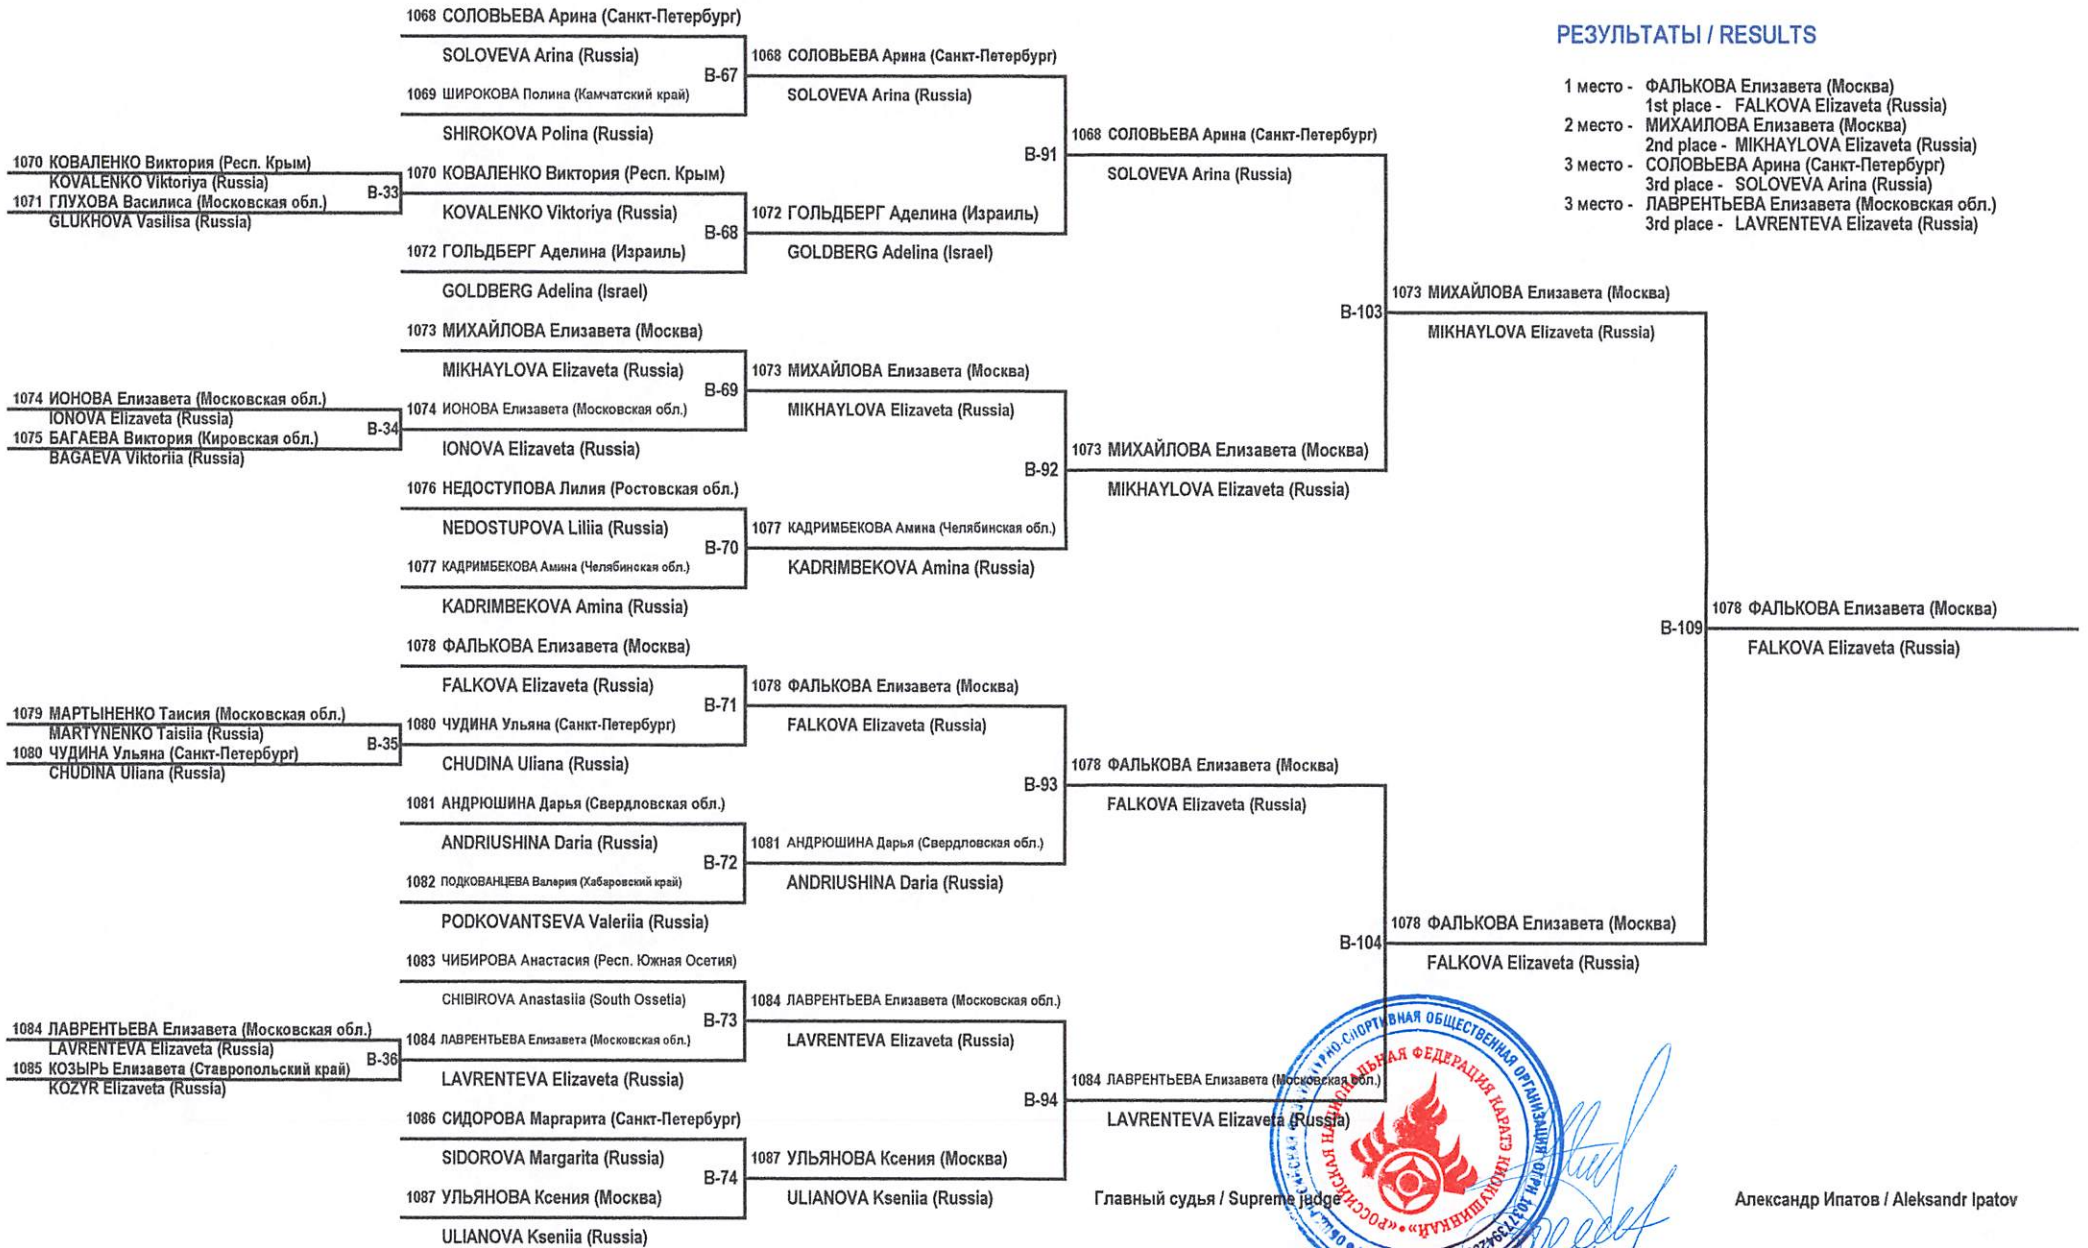 1068 СОЛОВЬЕВА Арина (Санкт-Петербург)
SOLOVEVA Arina (Russia)
B-67
1069 ШИРОКОВА Полина (Камчатский край)
SHIROKOVA Polina (Russia)
1070 КОВАЛЕНКО Виктория (Респ. Крым)
KOVALENKO Viktoriya (Russia)
B-33
1071 ГЛУХОВА Василиса (Московская обл.)
GLUKHOVA Vasilisa (Russia)
1070 КОВАЛЕНКО Виктория (Респ. Крым)
KOVALENKO Viktoriya (Russia)
B-68
1072 ГОЛЬДБЕРГ Аделина (Израиль)
GOLDBERG Adelina (Israel)
1073 МИХАЙЛОВА Елизавета (Москва)
MIKHAYLOVA Elizaveta (Russia)
B-69
1074 ИОНОВА Елизавета (Московская обл.)
IONOVA Elizaveta (Russia)
B-34
1075 БАГАЕВА Виктория (Кировская обл.)
BAGAEVA Viktoriia (Russia)
1074 ИОНОВА Елизавета (Московская обл.)
IONOVA Elizaveta (Russia)
1076 НЕДОСТУПОВА Лилия (Ростовская обл.)
NEDOSTUPOVA Liliia (Russia)
B-70
1077 КАДРИМБЕКОВА Амина (Челябинская обл.)
KADRIMBEKOVA Amina (Russia)
1078 ФАЛЬКОВА Елизавета (Москва)
FALKOVA Elizaveta (Russia)
B-71
1079 МАРТЫНЕНКО Таисия (Московская обл.)
MARTYNENKO Taisiia (Russia)
B-35
1080 ЧУДИНА Ульяна (Санкт-Петербург)
CHUDINA Uliana (Russia)
1080 ЧУДИНА Ульяна (Санкт-Петербург)
CHUDINA Uliana (Russia)
1081 АНДРЮШИНА Дарья (Свердловская обл.)
ANDRIUSHINA Daria (Russia)
B-72
1082 ПОДКОВАНЦЕВА Валерия (Хабаровский край)
PODKOVANTSEVA Valeriia (Russia)
1083 ЧИБИРОВА Анастасия (Респ. Южная Осетия)
CHIBIROVA Anastasiia (South Ossetia)
B-73
1084 ЛАВРЕНТЬЕВА Елизавета (Московская обл.)
LAVRENTEVA Elizaveta (Russia)
B-36
1085 КОЗЫРЬ Елизавета (Ставропольский край)
KOZYR Elizaveta (Russia)
1084 ЛАВРЕНТЬЕВА Елизавета (Московская обл.)
LAVRENTEVA Elizaveta (Russia)
1086 СИДОРОВА Маргарита (Санкт-Петербург)
SIDOROVA Margarita (Russia)
B-74
1087 УЛЬЯНОВА Ксения (Москва)
ULIANOVA Kseniia (Russia)
1068 СОЛОВЬЕВА Арина (Санкт-Петербург)
SOLOVEVA Arina (Russia)
B-91
1072 ГОЛЬДБЕРГ Аделина (Израиль)
GOLDBERG Adelina (Israel)
1073 МИХАЙЛОВА Елизавета (Москва)
MIKHAYLOVA Elizaveta (Russia)
B-92
1077 КАДРИМБЕКОВА Амина (Челябинская обл.)
KADRIMBEKOVA Amina (Russia)
1078 ФАЛЬКОВА Елизавета (Москва)
FALKOVA Elizaveta (Russia)
B-93
1081 АНДРЮШИНА Дарья (Свердловская обл.)
ANDRIUSHINA Daria (Russia)
1084 ЛАВРЕНТЬЕВА Елизавета (Московская обл.)
LAVRENTEVA Elizaveta (Russia)
B-94
1087 УЛЬЯНОВА Ксения (Москва)
ULIANOVA Kseniia (Russia)
1068 СОЛОВЬЕВА Арина (Санкт-Петербург)
SOLOVEVA Arina (Russia)
B-103
1073 МИХАЙЛОВА Елизавета (Москва)
MIKHAYLOVA Elizaveta (Russia)
1078 ФАЛЬКОВА Елизавета (Москва)
FALKOVA Elizaveta (Russia)
B-104
1084 ЛАВРЕНТЬЕВА Елизавета (Московская обл.)
LAVRENTEVA Elizaveta (Russia)
1073 МИХАЙЛОВА Елизавета (Москва)
MIKHAYLOVA Elizaveta (Russia)
B-109
1078 ФАЛЬКОВА Елизавета (Москва)
FALKOVA Elizaveta (Russia)
1078 ФАЛЬКОВА Елизавета (Москва)
FALKOVA Elizaveta (Russia)
РЕЗУЛЬТАТЫ / RESULTS
1 место - ФАЛЬКОВА Елизавета (Москва)
1st place - FALKOVA Elizaveta (Russia)
2 место - МИХАЙЛОВА Елизавета (Москва)
2nd place - MIKHAYLOVA Elizaveta (Russia)
3 место - СОЛОВЬЕВА Арина (Санкт-Петербург)
3rd place - SOLOVEVA Arina (Russia)
3 место - ЛАВРЕНТЬЕВА Елизавета (Московская обл.)
3rd place - LAVRENTEVA Elizaveta (Russia)
СПОРТИВНАЯ ОБЩЕСТВЕННАЯ ОРГАНИЗАЦИЯ ОГРН
«РОССИЙСКАЯ НАЦИОНАЛЬНАЯ ФЕДЕРАЦИЯ КАРАТЭ КИОКУШИНКАЙ»
Главный судья / Supreme judge
Александр Ипатов / Aleksandr Ipatov